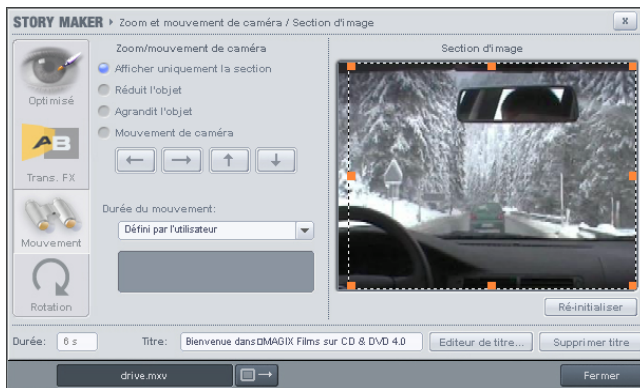 STORY MAKER ▸ Zoom et mouvement de caméra / Section d'image
x
Zoom/mouvement de caméra
Section d'image
Afficher uniquement la section
Réduit l'objet
Agrandit l'objet
Mouvement de caméra
Optimisé
AB
Trans. FX
Mouvement
Rotation
Durée du mouvement:
Défini par l'utilisateur
Ré-initialiser
Durée: 6 s Titre: Bienvenue dans□MAGIX Films sur CD & DVD 4.0 Editeur de titre... Supprimer titre
drive.mxv
Fermer